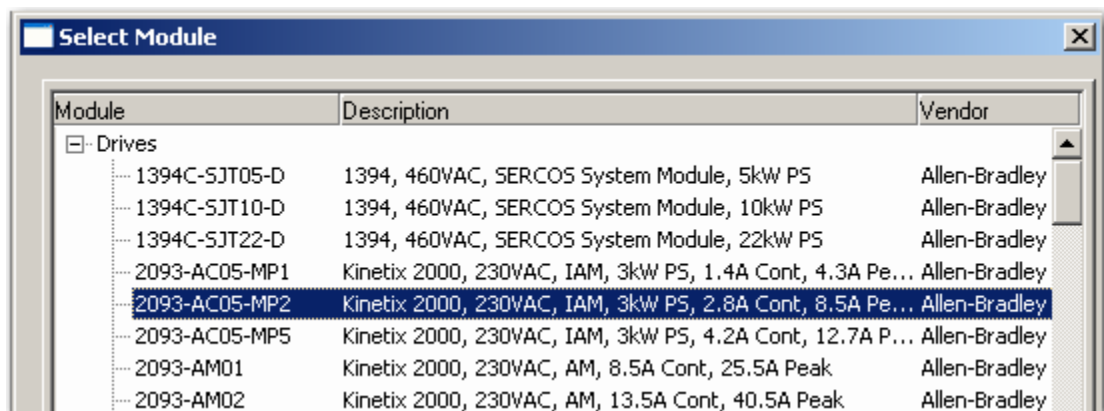 Select Module
Module Description Vendor
Drives
1394C-SJT05-D 1394, 460VAC, SERCOS System Module, 5kW PS Allen-Bradley
1394C-SJT10-D 1394, 460VAC, SERCOS System Module, 10kW PS Allen-Bradley
1394C-SJT22-D 1394, 460VAC, SERCOS System Module, 22kW PS Allen-Bradley
2093-AC05-MP1 Kinetix 2000, 230VAC, IAM, 3kW PS, 1.4A Cont, 4.3A Pe... Allen-Bradley
2093-AC05-MP2 Kinetix 2000, 230VAC, IAM, 3kW PS, 2.8A Cont, 8.5A Pe... Allen-Bradley
2093-AC05-MP5 Kinetix 2000, 230VAC, IAM, 3kW PS, 4.2A Cont, 12.7A P... Allen-Bradley
2093-AM01 Kinetix 2000, 230VAC, AM, 8.5A Cont, 25.5A Peak Allen-Bradley
2093-AM02 Kinetix 2000, 230VAC, AM, 13.5A Cont, 40.5A Peak Allen-Bradley